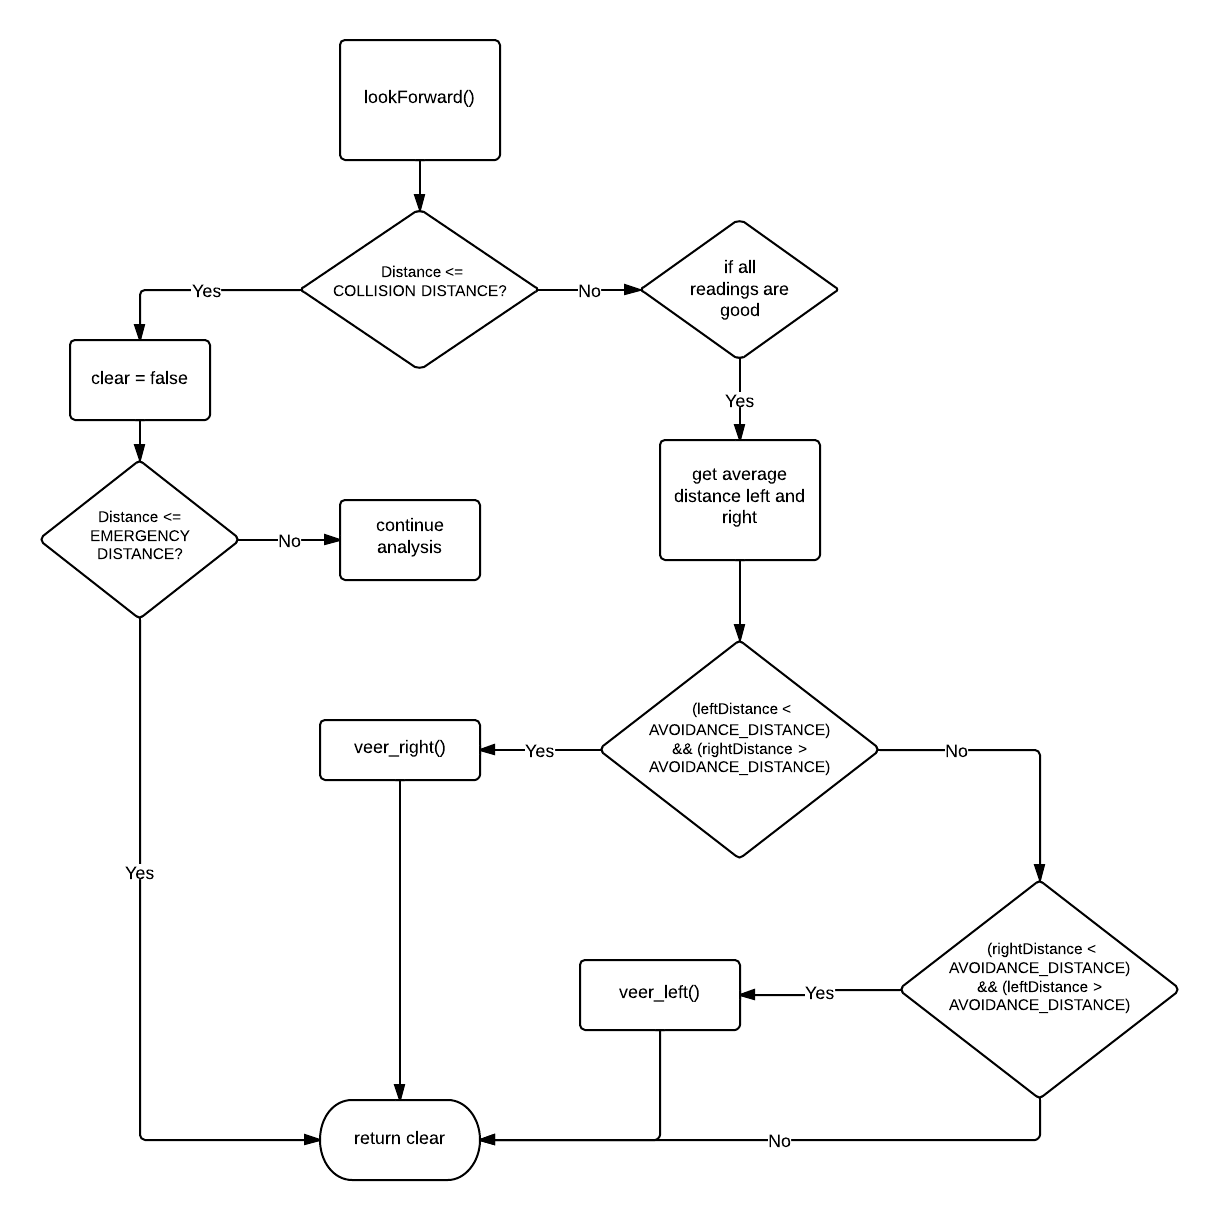 lookForward()
Distance <=
COLLISION DISTANCE?
Yes
No
if all
readings are
good
clear = false
Yes
get average
distance left and
right
Distance <=
EMERGENCY
DISTANCE?
No
continue
analysis
(leftDistance <
AVOIDANCE_DISTANCE)
&& (rightDistance >
AVOIDANCE_DISTANCE)
veer_right()
Yes
No
Yes
(rightDistance <
AVOIDANCE_DISTANCE)
&& (leftDistance >
AVOIDANCE_DISTANCE)
veer_left()
Yes
return clear
No